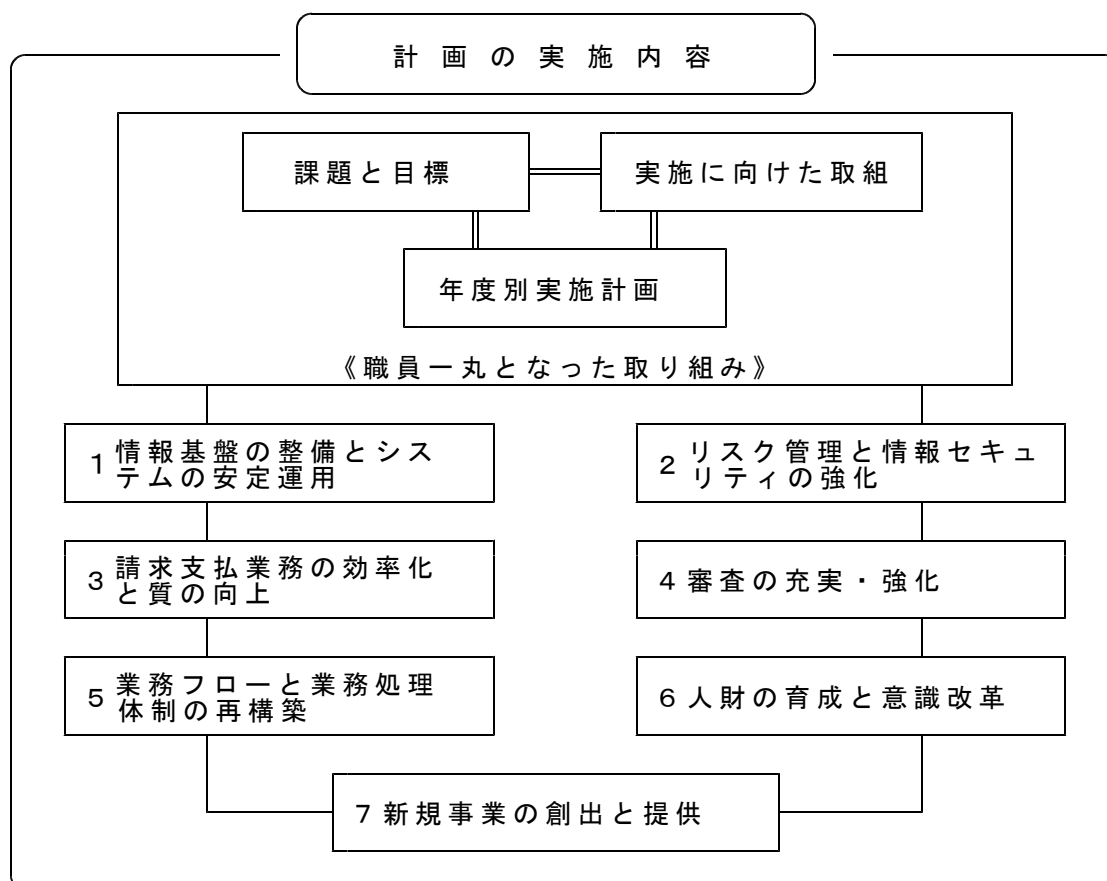 計画の実施内容
課題と目標
実施に向けた取組
年度別実施計画
《職員一丸となった取り組み》
1 情報基盤の整備とシス
テムの安定運用
2 リスク管理と情報セキュ
リティの強化
3 請求支払業務の効率化
と質の向上
4 審査の充実・強化
5 業務フローと業務処理
体制の再構築
6 人財の育成と意識改革
7 新規事業の創出と提供